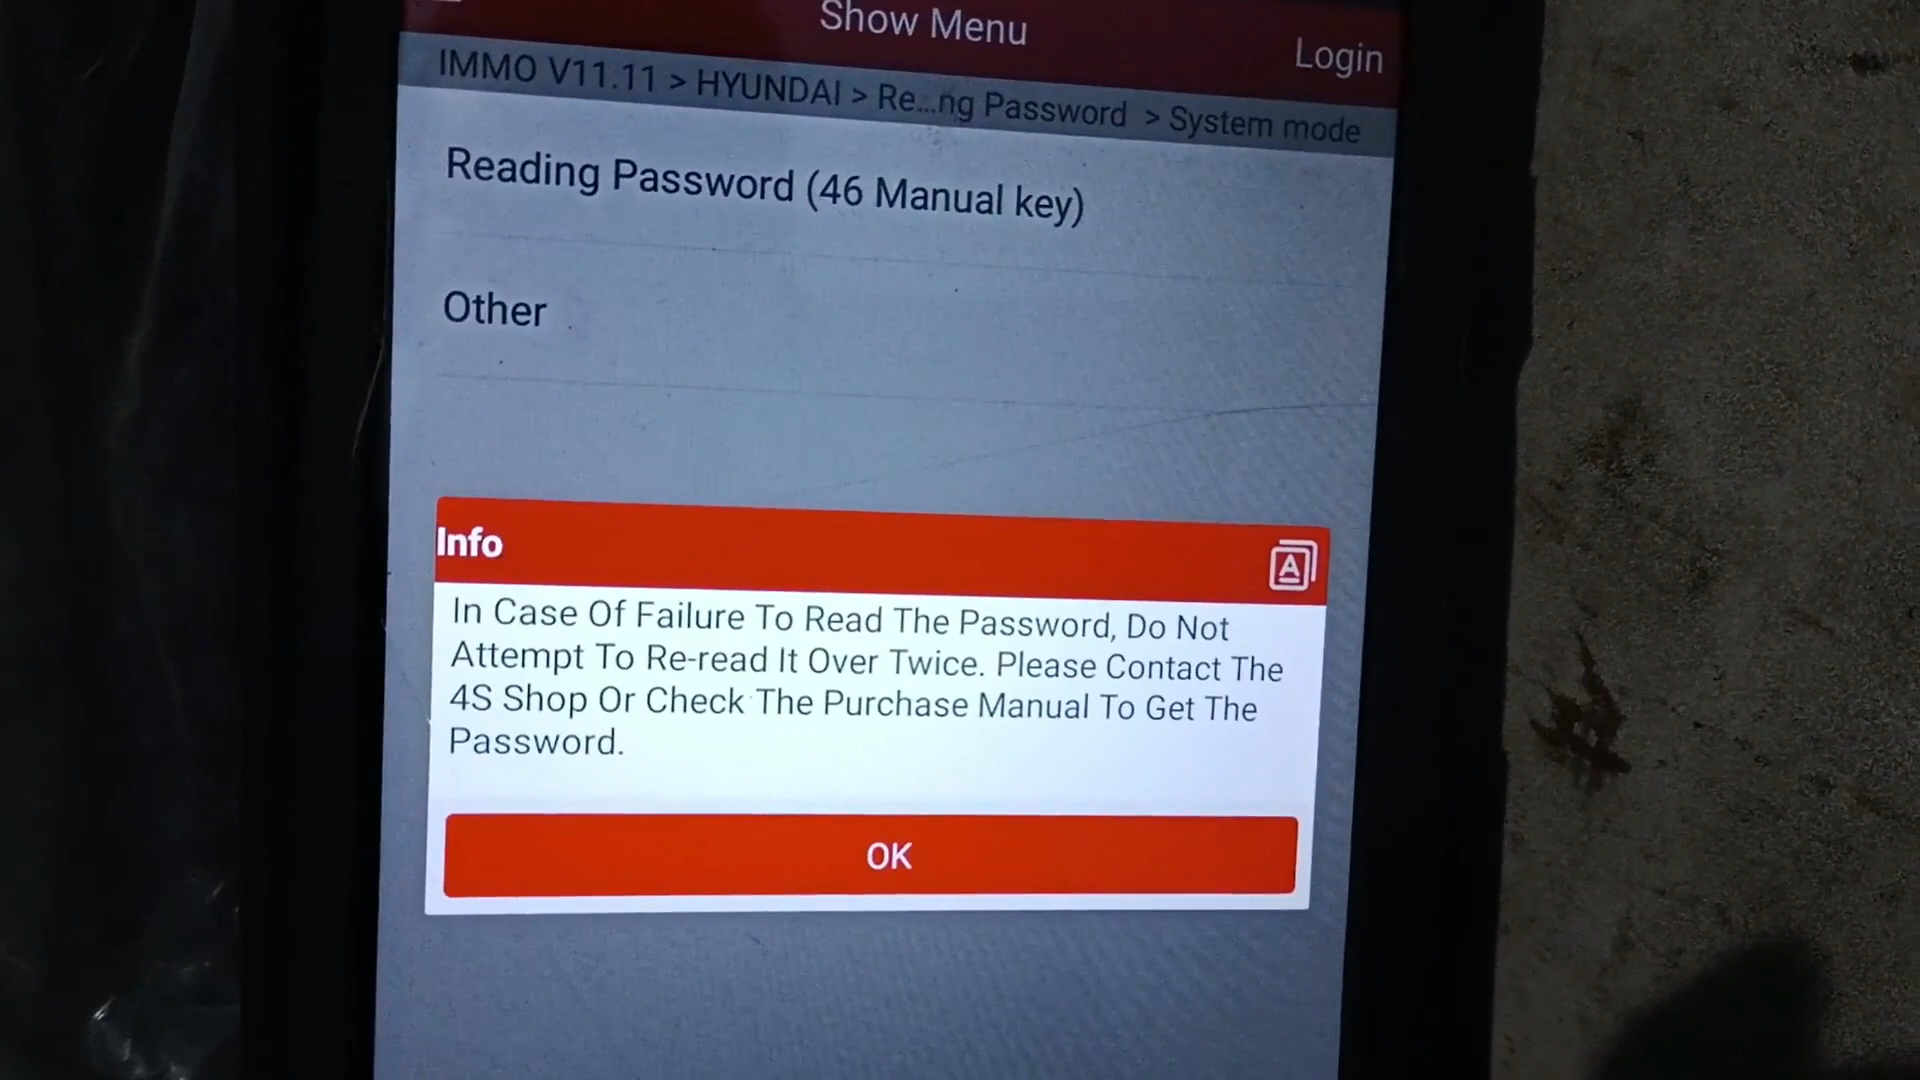 Show Menu
Login
IMMO V11.11 > HYUNDAI > Re...ng Password > System mode
Reading Password (46 Manual key)
Other
Info
A
In Case Of Failure To Read The Password, Do Not
Attempt To Re-read It Over Twice. Please Contact The
4S Shop Or Check The Purchase Manual To Get The
Password.
OK